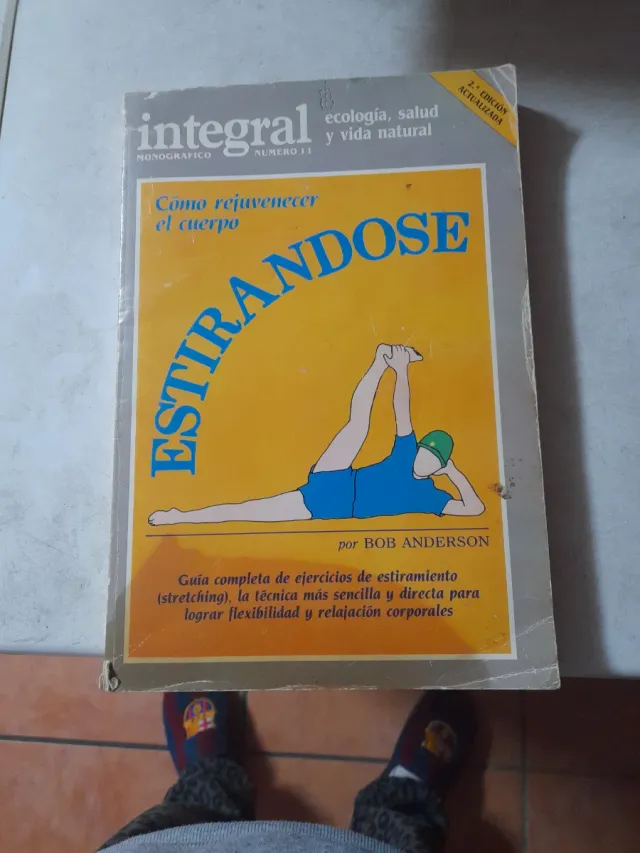 integral
MONOGRAFICO NUMERO 11
ecología, salud
y vida natural
2.ª EDICIÓN
ACTUALIZADA
Cómo rejuvenecer
el cuerpo
ESTIRANDOSE
por BOB ANDERSON
Guía completa de ejercicios de estiramiento
(stretching), la técnica más sencilla y directa para
lograr flexibilidad y relajación corporales